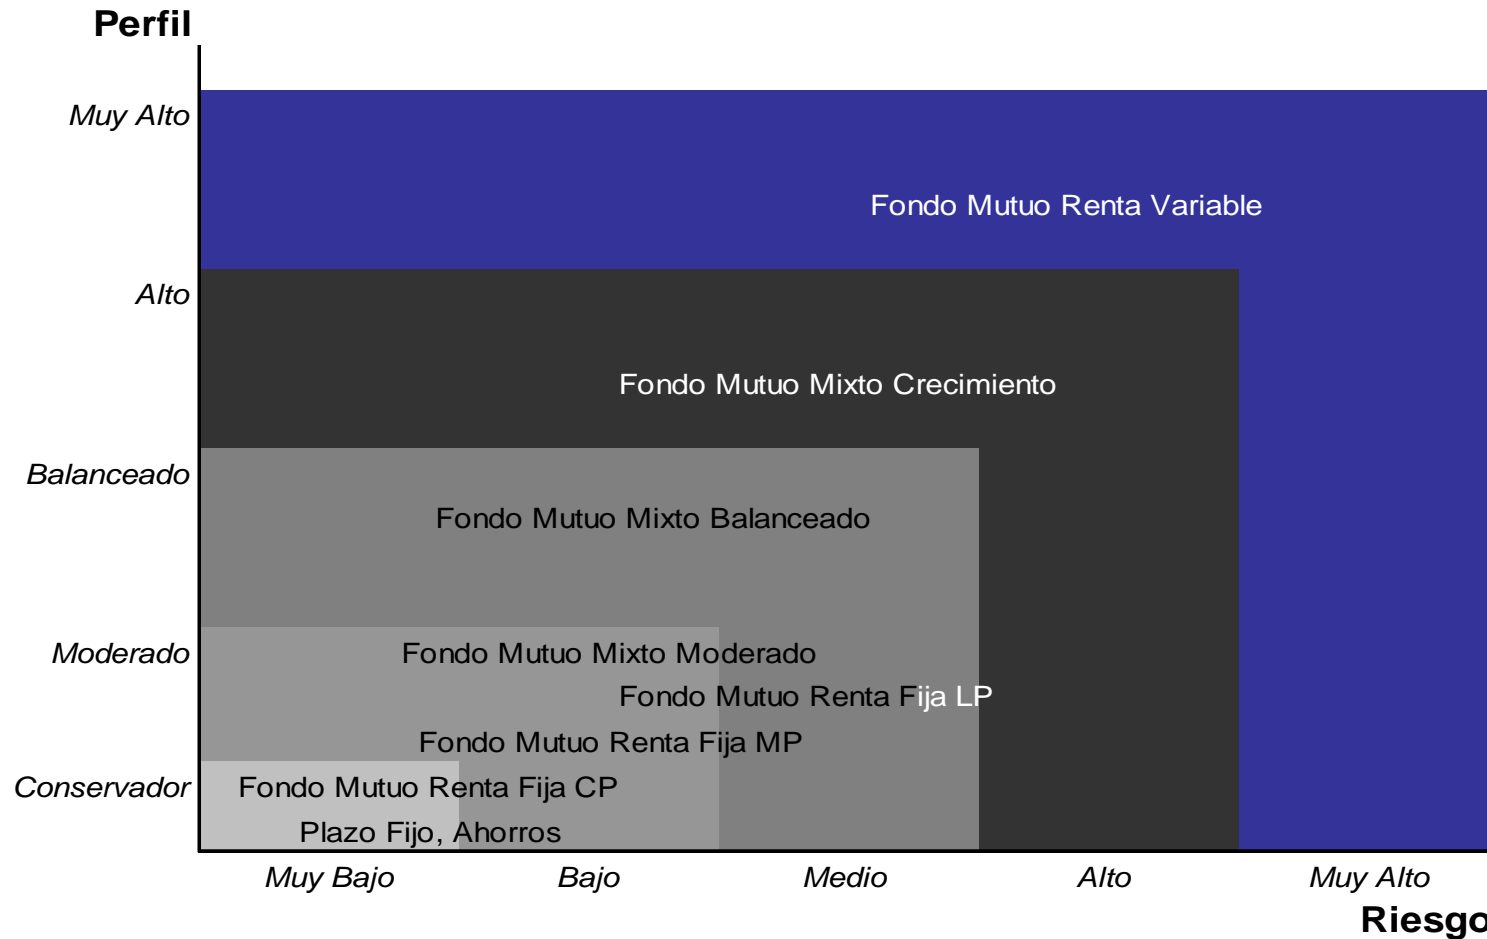 Perfil
Muy Alto
Fondo Mutuo Renta Variable
Alto
Fondo Mutuo Mixto Crecimiento
Balanceado
Fondo Mutuo Mixto Balanceado
Moderado
Fondo Mutuo Mixto Moderado
Fondo Mutuo Renta Fija LP
Fondo Mutuo Renta Fija MP
Conservador
Fondo Mutuo Renta Fija CP
Plazo Fijo, Ahorros
Muy Bajo
Bajo
Medio
Alto
Muy Alto
Riesgo